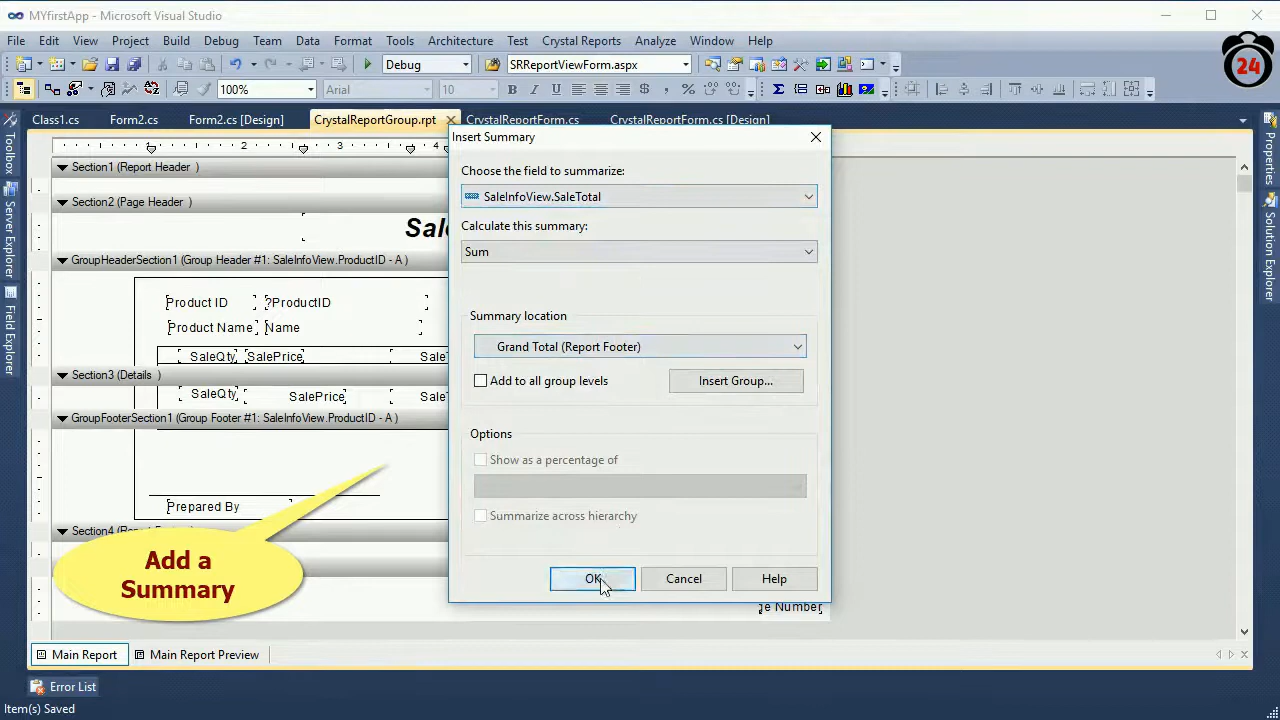 MYfirstApp - Microsoft Visual Studio
File Edit View Project Build Debug Team Data Format Tools Architecture Test Crystal Reports Analyze Window Help
24
Debug SRReportViewForm.aspx
100% Arial 10 B I U
Class1.cs Form2.cs Form2.cs [Design] CrystalReportGroup.rpt CrystalReportForm.cs CrystalReportForm.cs [Design]
Toolbox
Server Explorer
Field Explorer
Properties
Solution Explorer
2 3 4
Section1 (Report Header )
Section2 (Page Header )
GroupHeaderSection1 (Group Header #1: SaleInfoView.ProductID - A )
Product ID ?ProductID
Product Name Name
SaleQty SalePrice
Section3 (Details )
SaleQty SalePrice
GroupFooterSection1 (Group Footer #1: SaleInfoView.ProductID - A )
Prepared By
Add a
Summary
Insert Summary
Choose the field to summarize:
SaleInfoView.SaleTotal
Calculate this summary:
Sum
Summary location
Grand Total (Report Footer)
Add to all group levels Insert Group...
Options
Show as a percentage of
Summarize across hierarchy
OK Cancel Help
Number
Main Report Main Report Preview
Error List
Item(s) Saved